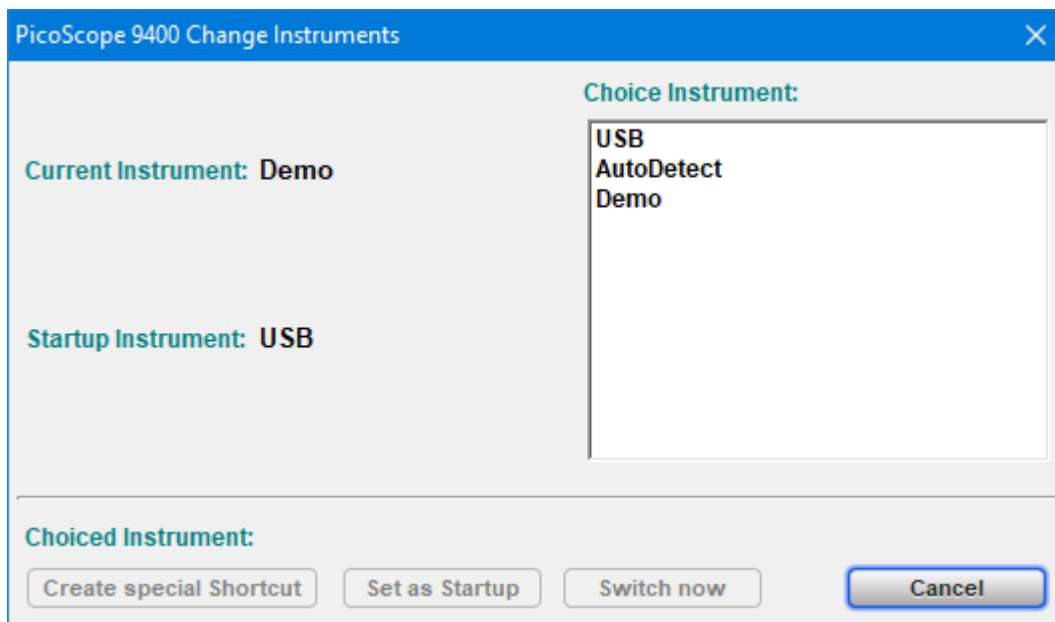 PicoScope 9400 Change Instruments
Choice Instrument:
USB
AutoDetect
Demo
Current Instrument: Demo
Startup Instrument: USB
Choiced Instrument:
Create special Shortcut
Set as Startup
Switch now
Cancel